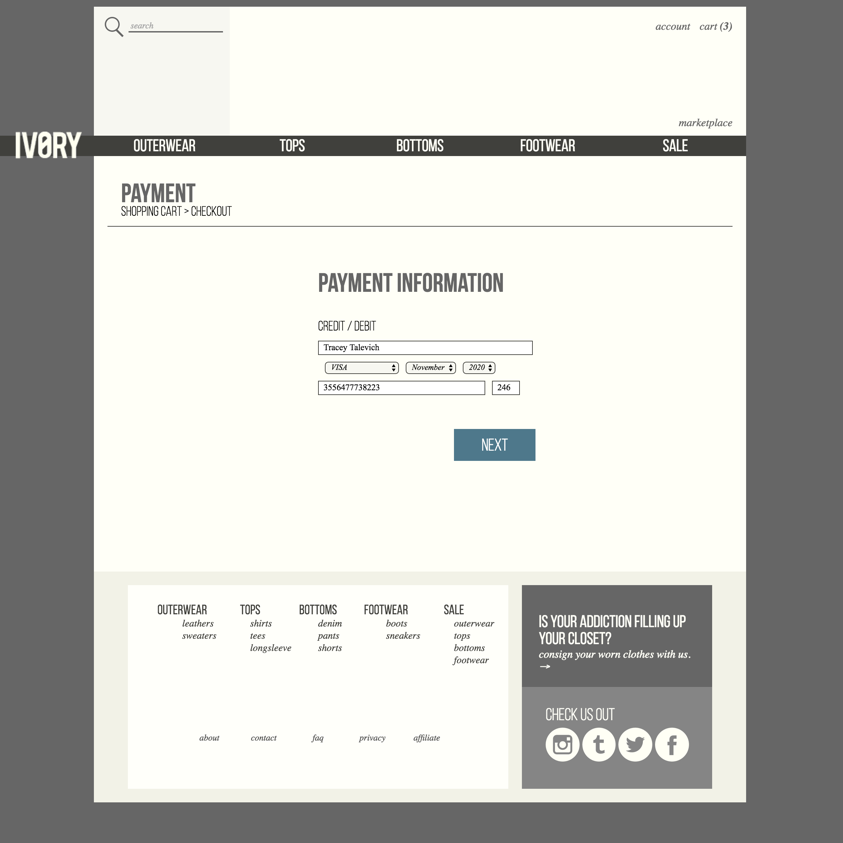 search
account cart (3)
marketplace
IVORY
OUTERWEAR TOPS BOTTOMS FOOTWEAR SALE
PAYMENT
SHOPPING CART > CHECKOUT
PAYMENT INFORMATION
CREDIT / DEBIT
Tracey Talevich
VISA November 2020
3556477738223 246
NEXT
OUTERWEAR TOPS BOTTOMS FOOTWEAR SALE
leathers shirts denim boots outerwear
sweaters tees pants sneakers tops
longsleeve shorts bottoms
footwear
about contact faq privacy affiliate
IS YOUR ADDICTION FILLING UP
YOUR CLOSET?
consign your worn clothes with us.
→
CHECK US OUT